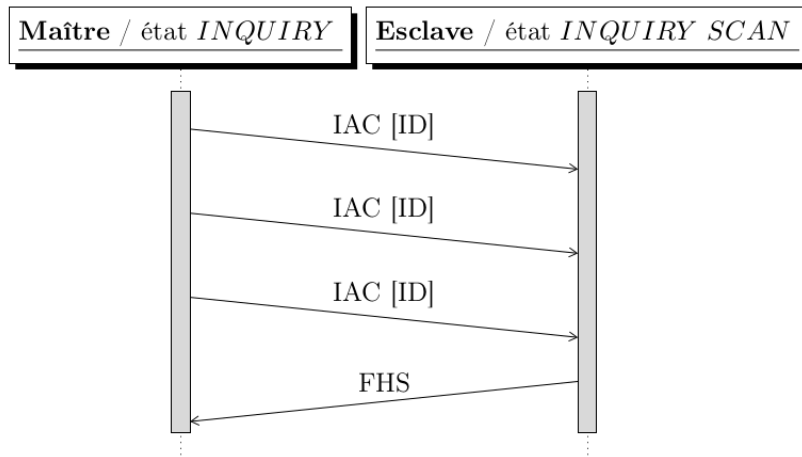 Maître / état INQUIRY
Esclave / état INQUIRY SCAN
IAC [ID]
IAC [ID]
IAC [ID]
FHS